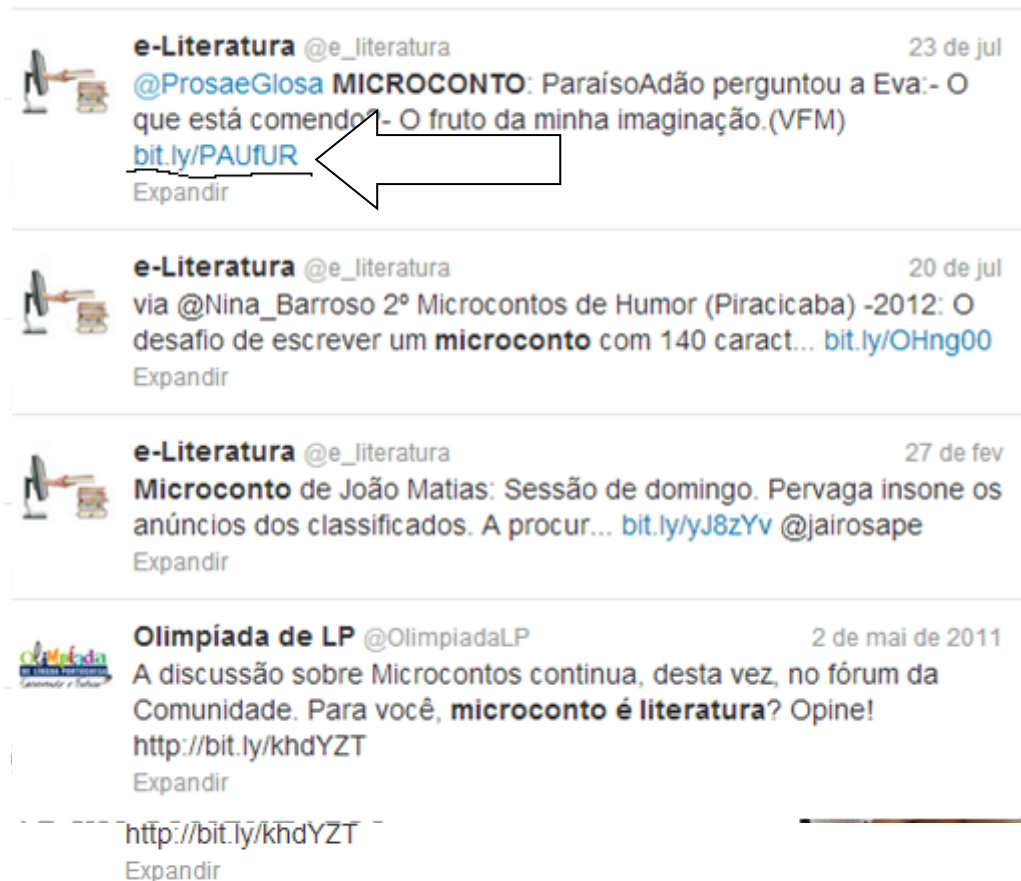 e-Literatura @e_literatura 23 de jul
@ProsaeGlosa MICROCONTO: ParaísoAdão perguntou a Eva:- O
que está comendo?- O fruto da minha imaginação.(VFM)
bit.ly/PAUfUR
Expandir
e-Literatura @e_literatura 20 de jul
via @Nina_Barroso 2º Microcontos de Humor (Piracicaba) -2012: O
desafio de escrever um microconto com 140 caract... bit.ly/OHng00
Expandir
e-Literatura @e_literatura 27 de fev
Microconto de João Matias: Sessão de domingo. Pervaga insone os
anúncios dos classificados. A procur... bit.ly/yJ8zYv @jairosape
Expandir
Olimpíada de LP @OlimpiadaLP 2 de mai de 2011
Olimpíada
A discussão sobre Microcontos continua, desta vez, no fórum da
Comunidade. Para você, microconto é literatura? Opine!
http://bit.ly/khdYZT
Expandir
http://bit.ly/khdYZT
Expandir